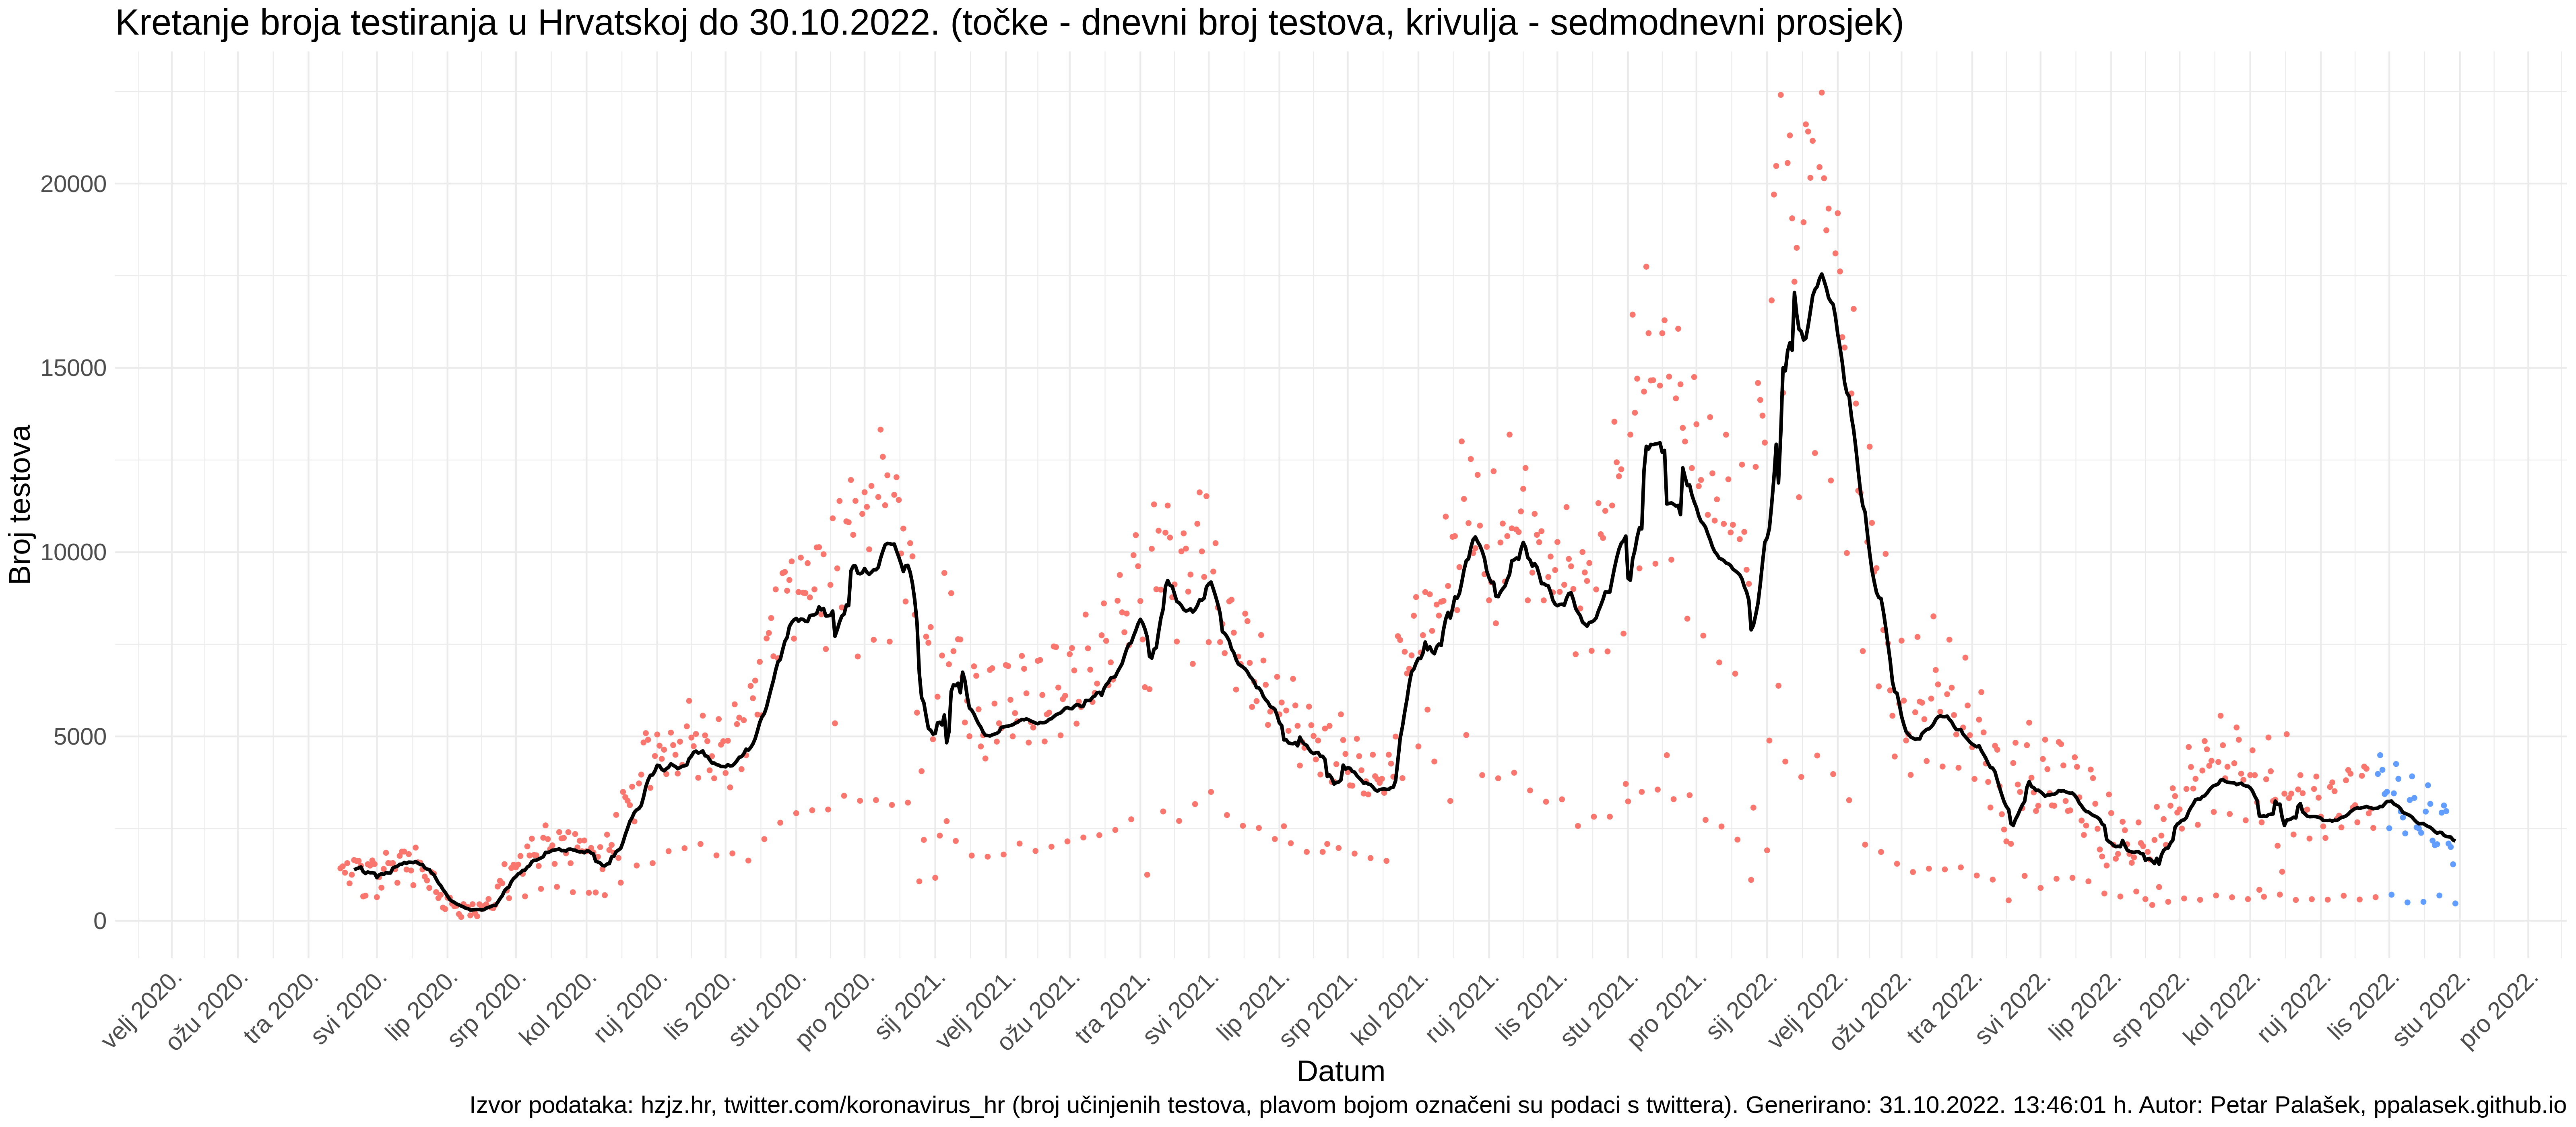 Kretanje broja testiranja u Hrvatskoj do 30.10.2022. (točke - dnevni broj testova, krivulja - sedmodnevni prosjek)
Broj testova
20000
15000
10000
5000
0
velj 2020.
ožu 2020.
tra 2020.
svi 2020.
lip 2020.
srp 2020.
kol 2020.
ruj 2020.
lis 2020.
stu 2020.
pro 2020.
sij 2021.
velj 2021.
ožu 2021.
tra 2021.
svi 2021.
lip 2021.
srp 2021.
kol 2021.
ruj 2021.
lis 2021.
stu 2021.
pro 2021.
sij 2022.
velj 2022.
ožu 2022.
tra 2022.
svi 2022.
lip 2022.
srp 2022.
kol 2022.
ruj 2022.
lis 2022.
stu 2022.
pro 2022.
Datum
Izvor podataka: hzjz.hr, twitter.com/koronavirus_hr (broj učinjenih testova, plavom bojom označeni su podaci s twittera). Generirano: 31.10.2022. 13:46:01 h. Autor: Petar Palašek, ppalasek.github.io